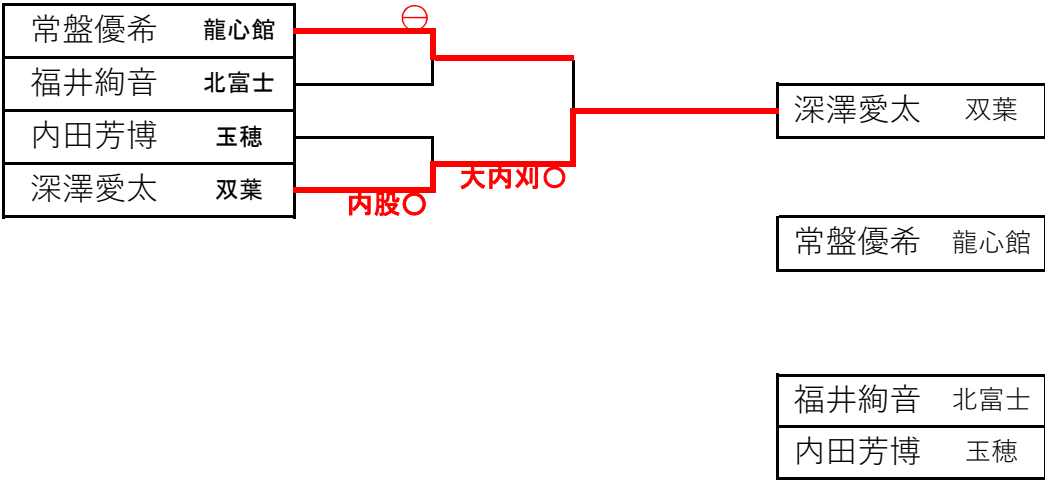 常盤優希 龍心館
福井絢音 北富士
内田芳博 玉穂
深澤愛太 双葉
大内刈〇
内股〇
深澤愛太 双葉
常盤優希 龍心館
福井絢音 北富士
内田芳博 玉穂